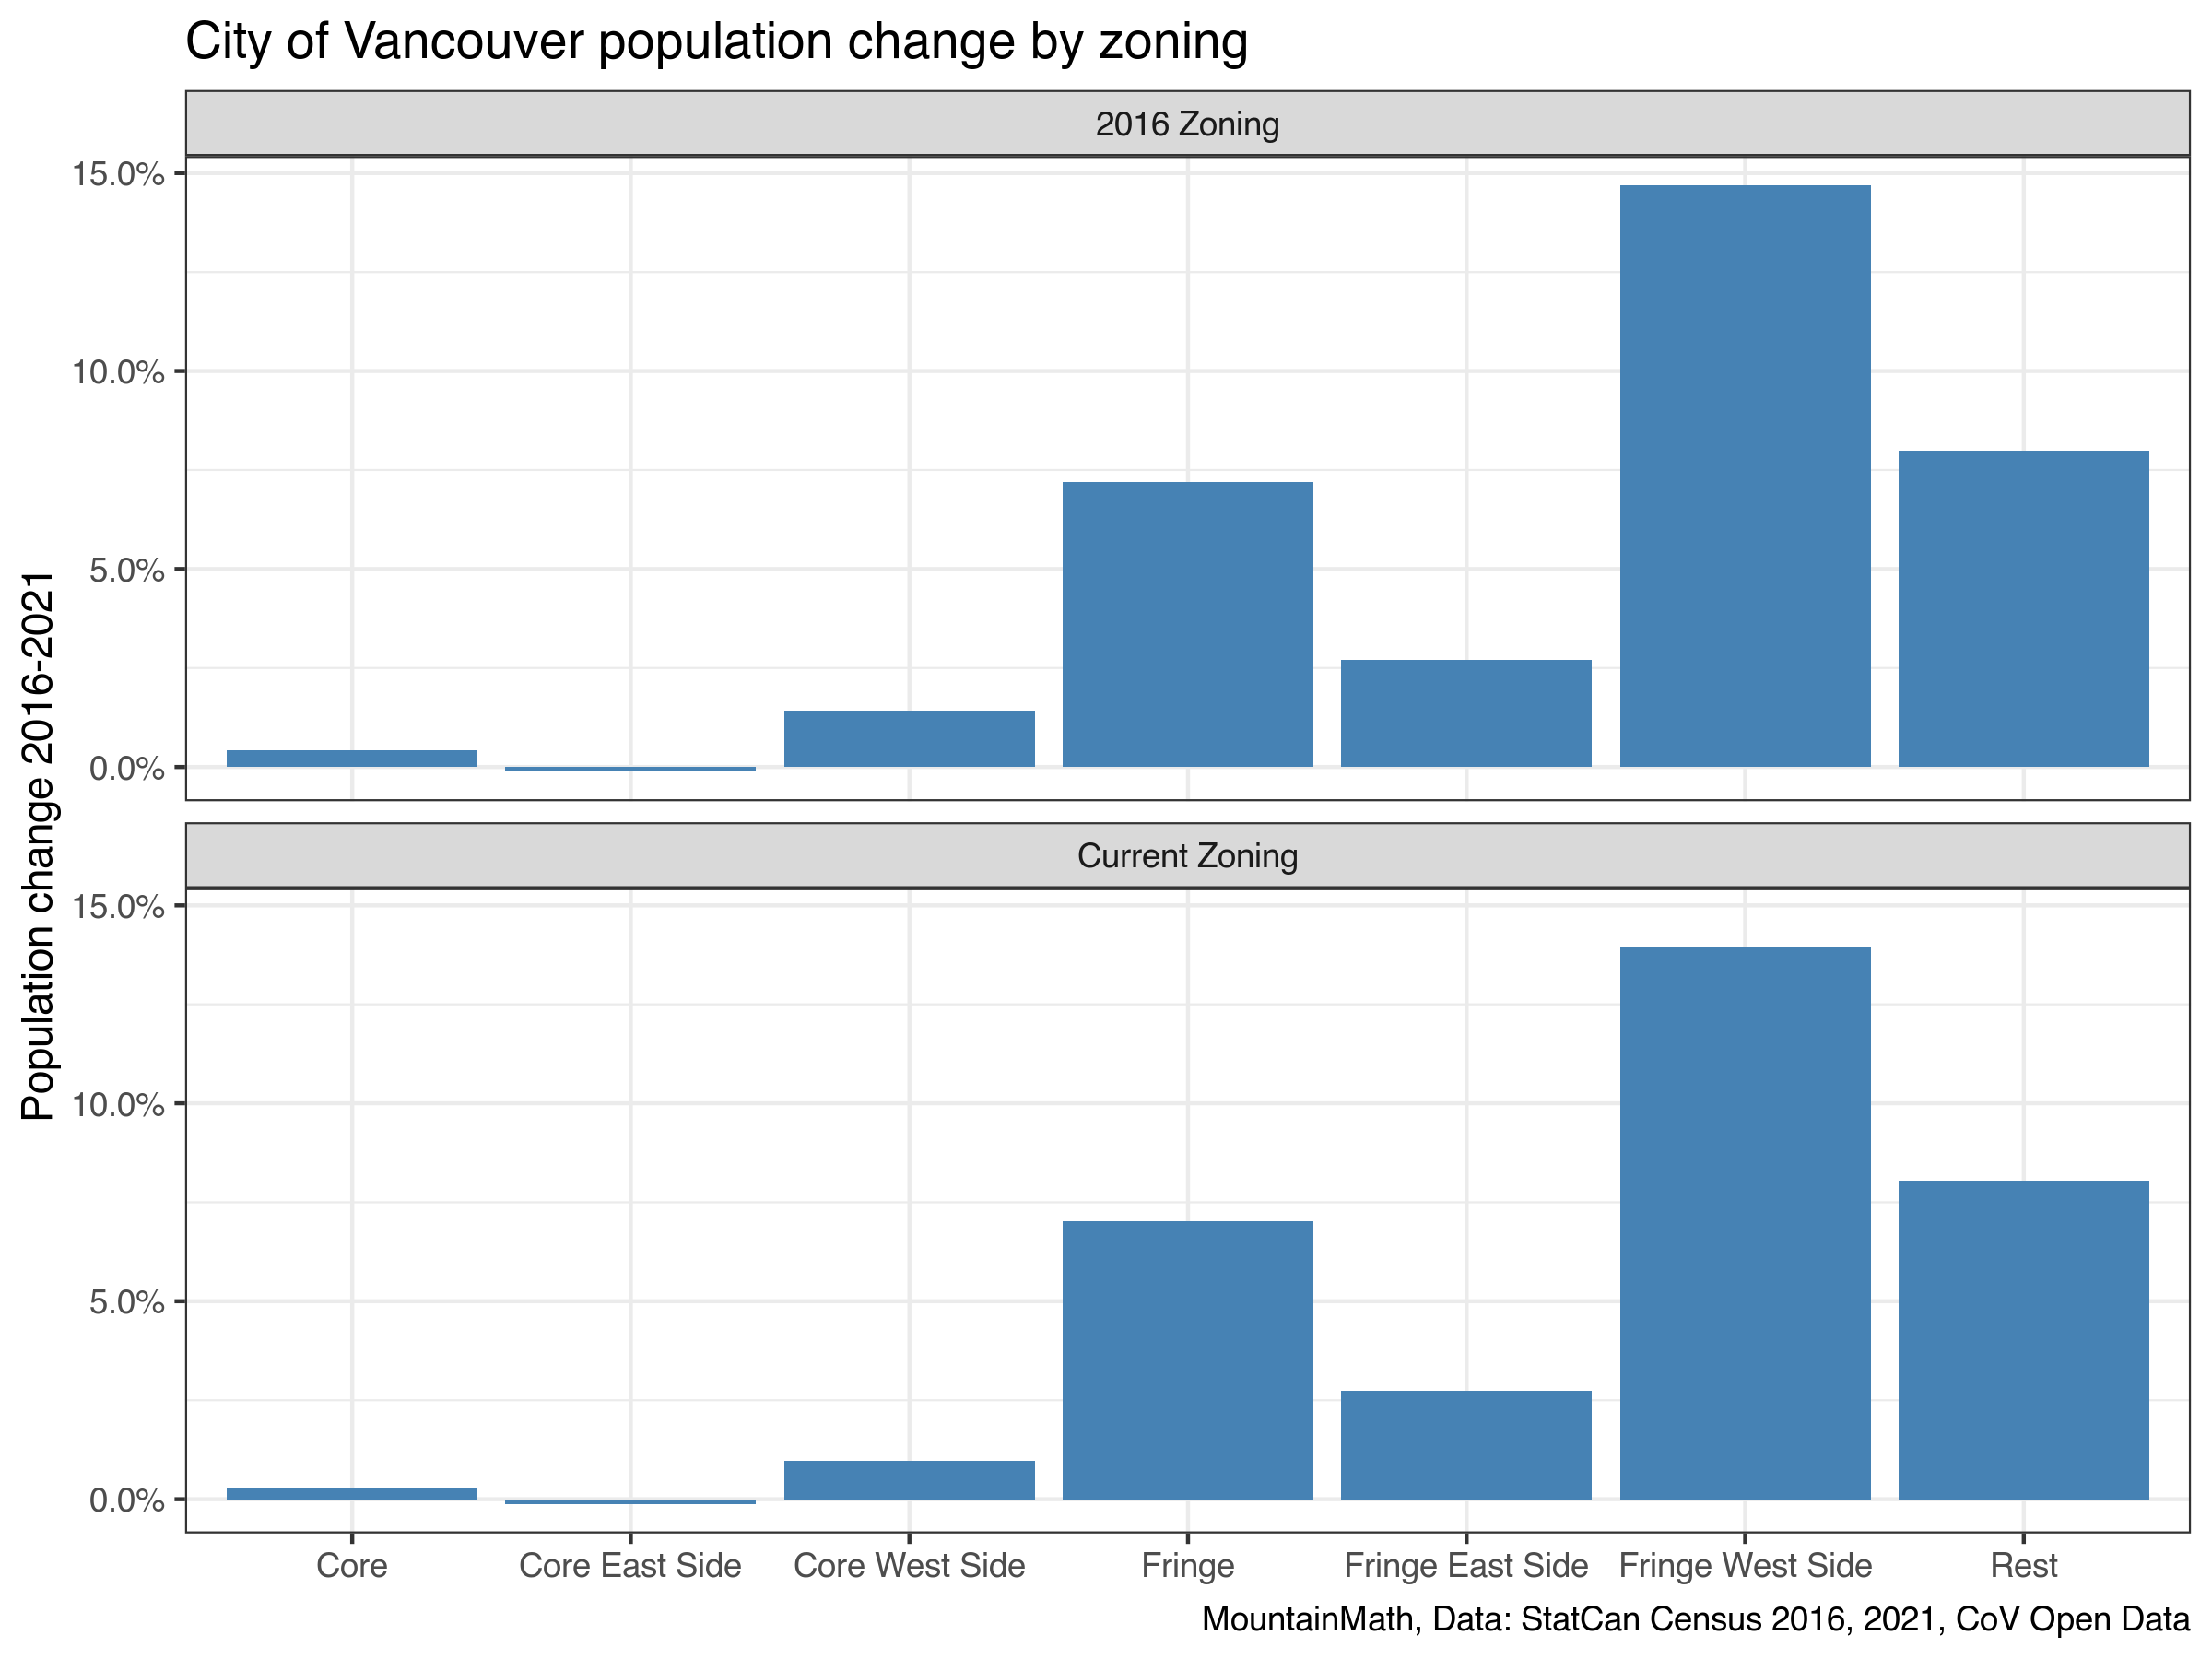 City of Vancouver population change by zoning
2016 Zoning
15.0%
10.0%
5.0%
0.0%
Current Zoning
15.0%
10.0%
5.0%
0.0%
Population change 2016-2021
Core
Core East Side
Core West Side
Fringe
Fringe East Side
Fringe West Side
Rest
MountainMath, Data: StatCan Census 2016, 2021, CoV Open Data